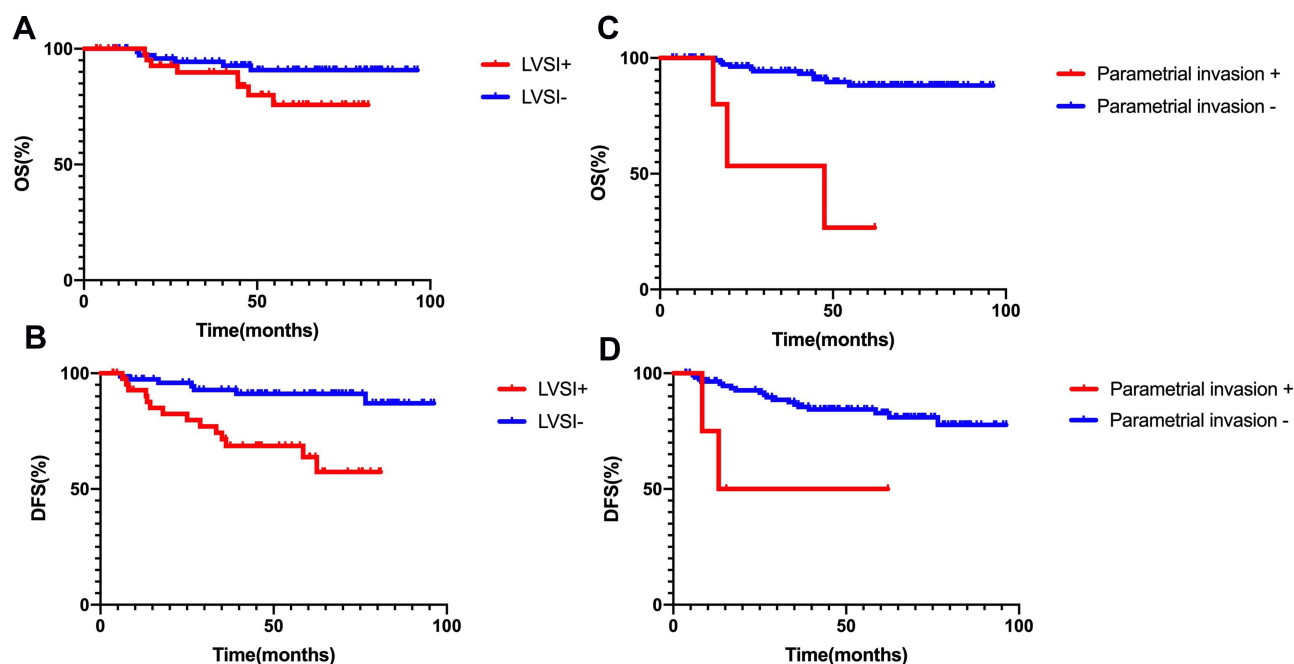 A
100
50
0
OS(%)
0 50 100
Time(months)
LVSI+
LVSI-
C
100
50
0
OS(%)
0 50 100
Time(months)
Parametrial invasion +
Parametrial invasion -
B
100
50
0
DFS(%)
0 50 100
Time(months)
LVSI+
LVSI-
D
100
50
0
DFS(%)
0 50 100
Time(months)
Parametrial invasion +
Parametrial invasion -